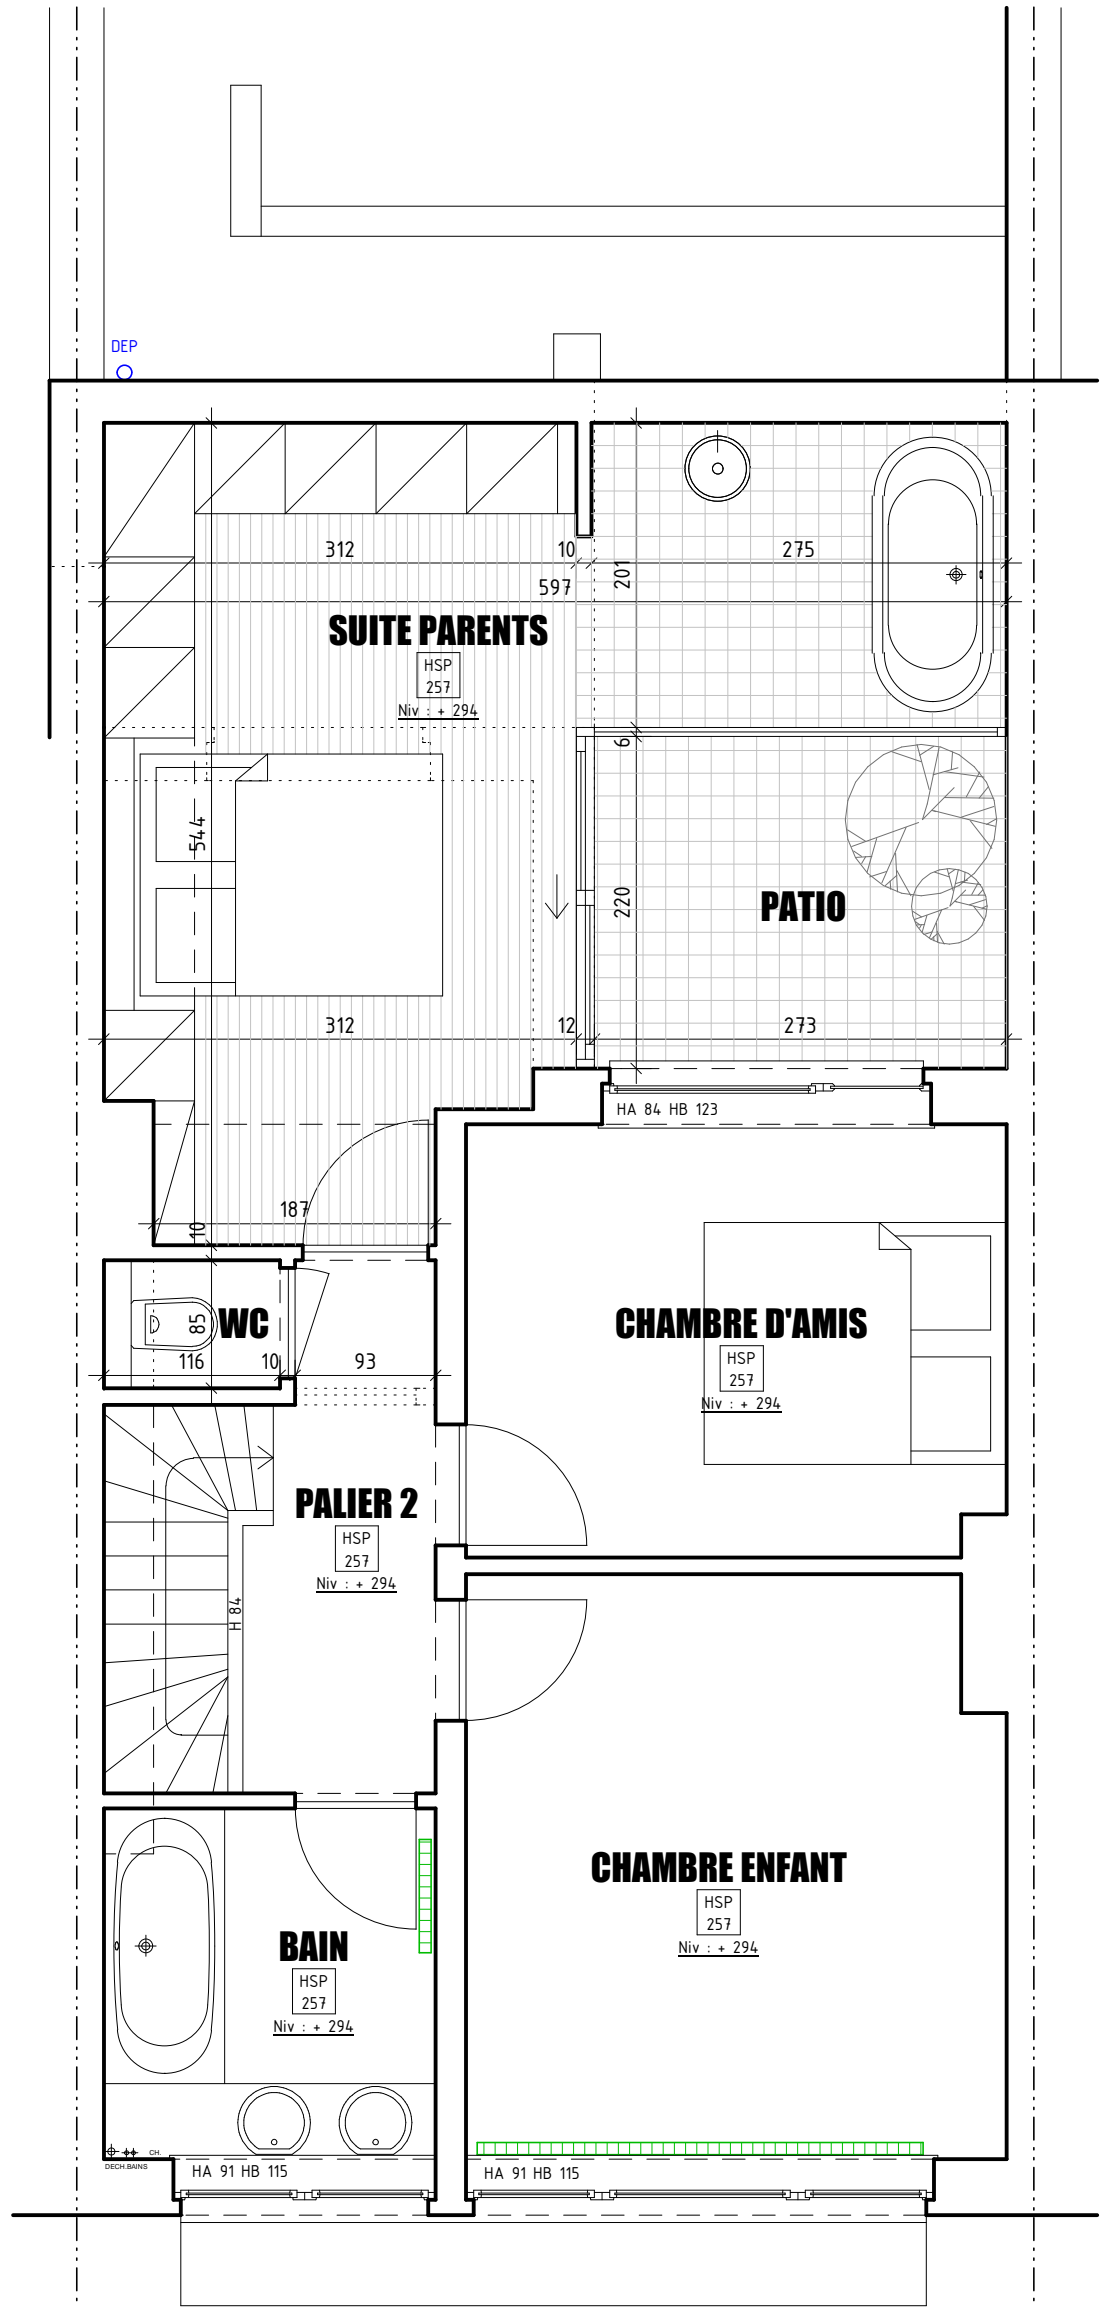 DEP
312
10
275
201
597
SUITE PARENTS
HSP
257
Niv : + 294
6
544
220
PATIO
312
12
273
HA 84 HB 123
187
10
WC
85
116
10
93
CHAMBRE D'AMIS
HSP
257
Niv : + 294
PALIER 2
HSP
257
Niv : + 294
H 84
CHAMBRE ENFANT
HSP
257
Niv : + 294
BAIN
HSP
257
Niv : + 294
CH.
DECH.BAINS
HA 91 HB 115
HA 91 HB 115